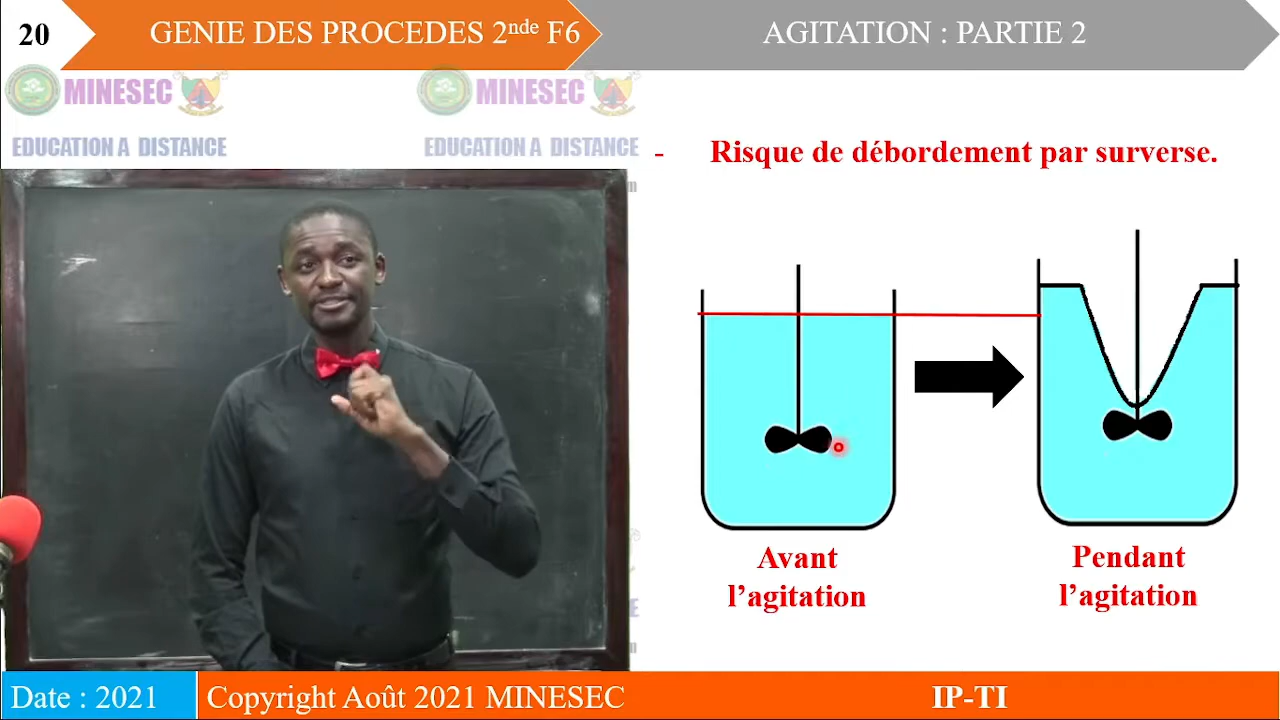 20
GENIE DES PROCEDES 2nde F6
AGITATION : PARTIE 2
MINESEC
MINESEC
EDUCATION A DISTANCE
EDUCATION A DISTANCE
- Risque de débordement par surverse.
Avant
l’agitation
Pendant
l’agitation
Date : 2021
Copyright Août 2021 MINESEC
IP-TI